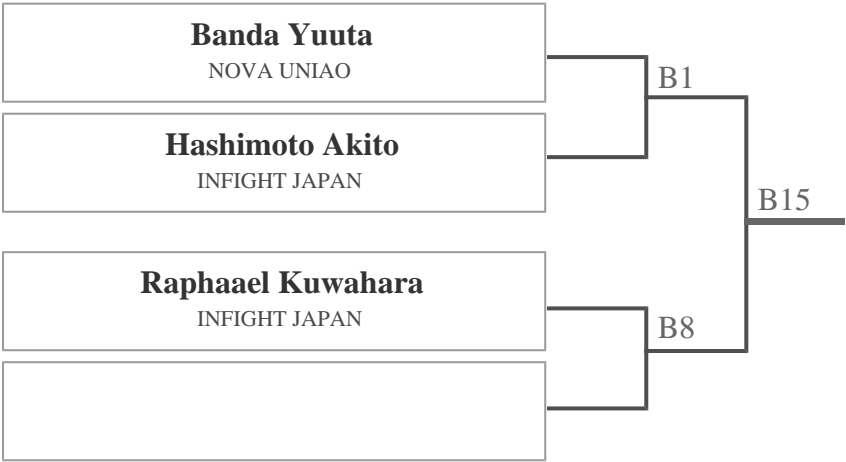 Banda Yuuta
NOVA UNIAO
B1
Hashimoto Akito
INFIGHT JAPAN
B15
Raphaael Kuwahara
INFIGHT JAPAN
B8